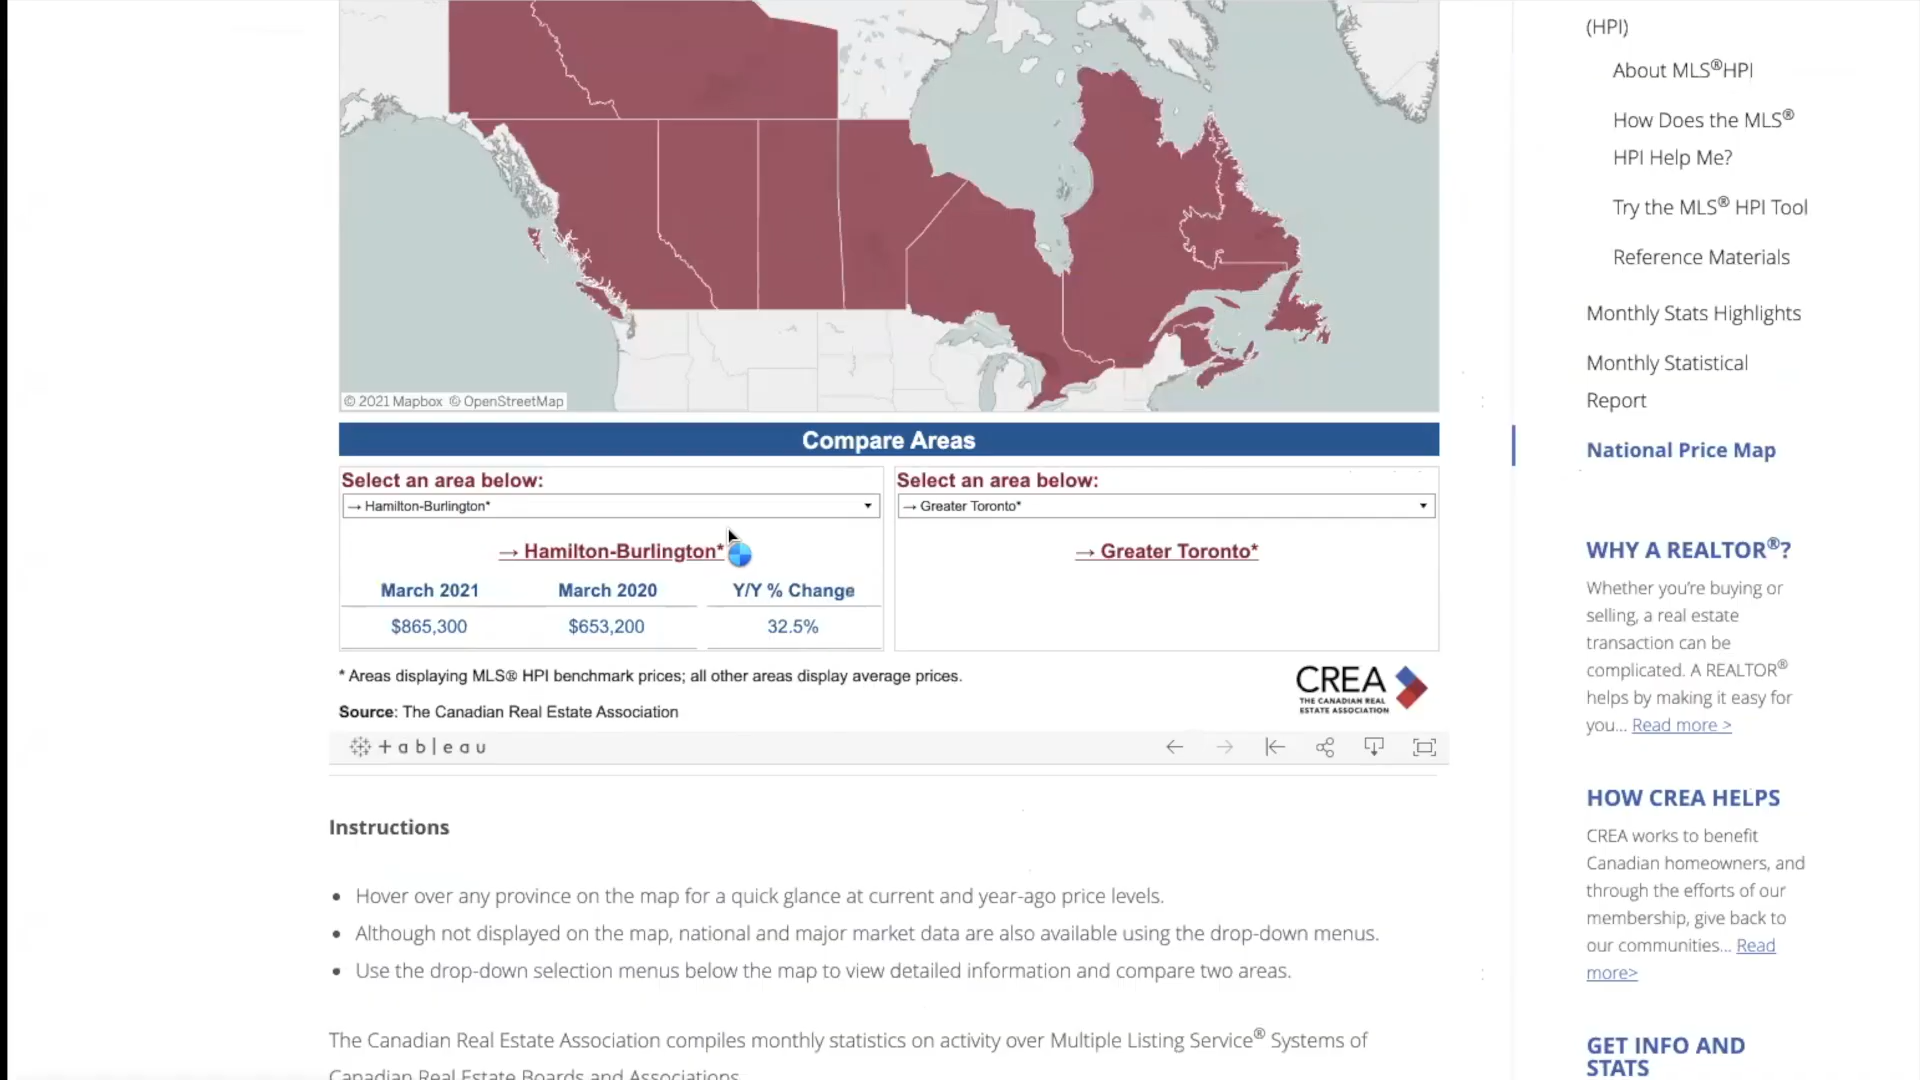 © 2021 Mapbox © OpenStreetMap
Compare Areas
Select an area below:
→ Hamilton-Burlington*
→ Hamilton-Burlington*
March 2021 March 2020 Y/Y % Change
$865,300 $653,200 32.5%
Select an area below:
→ Greater Toronto*
→ Greater Toronto*
* Areas displaying MLS® HPI benchmark prices; all other areas display average prices.
Source: The Canadian Real Estate Association
CREA
THE CANADIAN REAL
ESTATE ASSOCIATION
+ableau
Instructions
• Hover over any province on the map for a quick glance at current and year-ago price levels.
• Although not displayed on the map, national and major market data are also available using the drop-down menus.
• Use the drop-down selection menus below the map to view detailed information and compare two areas.
The Canadian Real Estate Association compiles monthly statistics on activity over Multiple Listing Service® Systems of
Canadian Real Estate Boards and Associations
(HPI)
About MLS®HPI
How Does the MLS®
HPI Help Me?
Try the MLS® HPI Tool
Reference Materials
Monthly Stats Highlights
Monthly Statistical
Report
National Price Map
WHY A REALTOR®?
Whether you're buying or
selling, a real estate
transaction can be
complicated. A REALTOR®
helps by making it easy for
you... Read more >
HOW CREA HELPS
CREA works to benefit
Canadian homeowners, and
through the efforts of our
membership, give back to
our communities... Read
more>
GET INFO AND
STATS